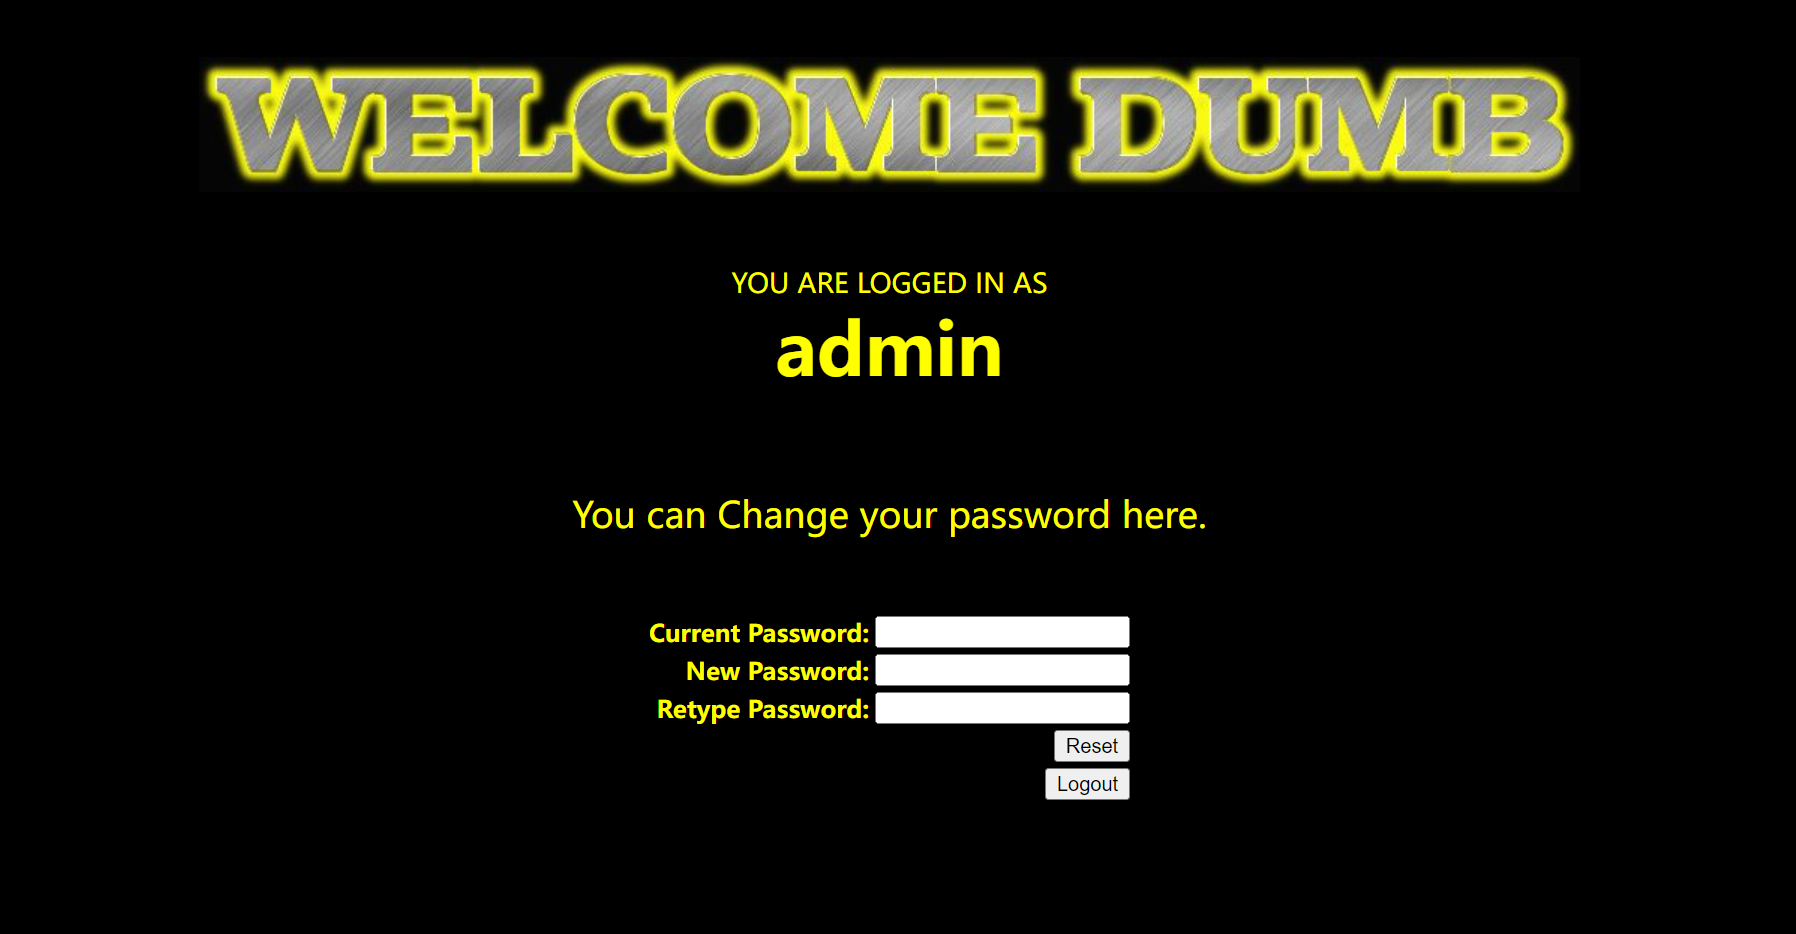 WELCOME DUMB
YOU ARE LOGGED IN AS
admin
You can Change your password here.
Current Password:
New Password:
Retype Password:
Reset
Logout